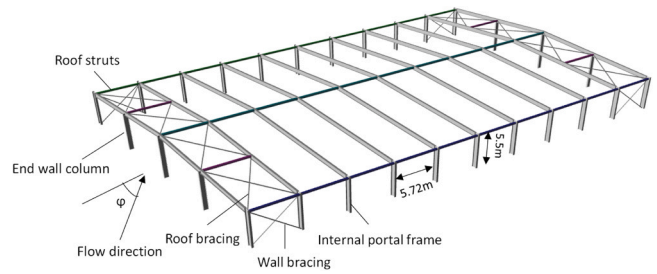 Roof struts
End wall column
5.5m
5.72m
φ
Flow direction
Roof bracing
Internal portal frame
Wall bracing